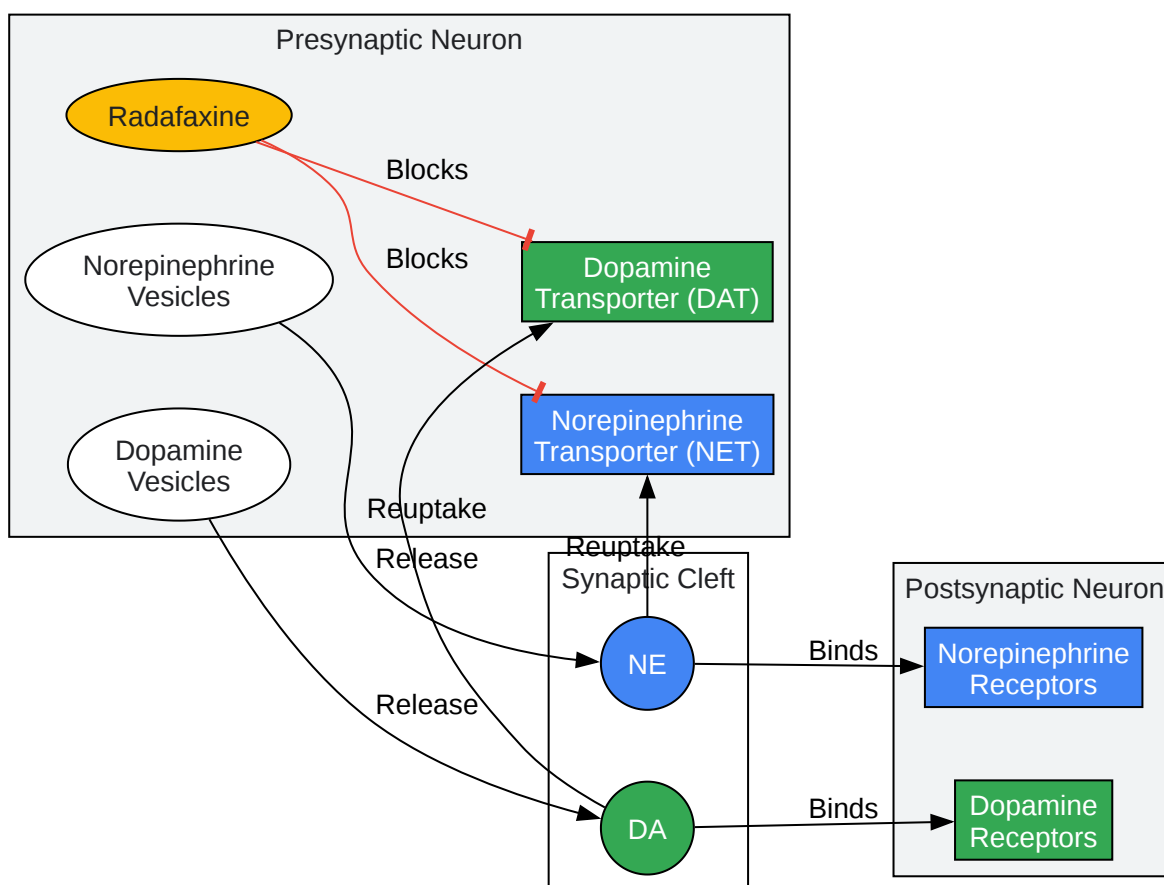 Presynaptic Neuron
Radafaxine
Blocks
Norepinephrine
Vesicles
Blocks
Dopamine
Transporter (DAT)
Norepinephrine
Transporter (NET)
Dopamine
Vesicles
Reuptake
Release
Reuptake
Synaptic Cleft
Postsynaptic Neuron
NE
Binds
Norepinephrine
Receptors
Release
DA
Binds
Dopamine
Receptors